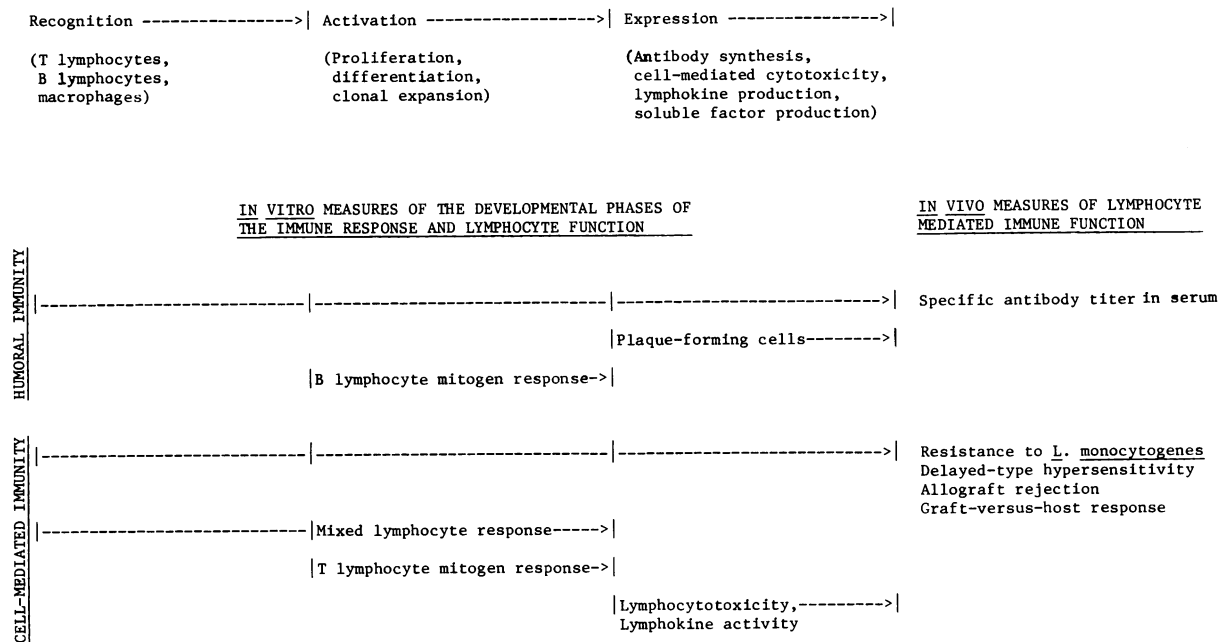 Recognition ---------------->| Activation ------------------>| Expression ---------------->|
(T lymphocytes, (Proliferation, (Antibody synthesis,
B lymphocytes, differentiation, cell-mediated cytotoxicity,
macrophages) clonal expansion) lymphokine production,
soluble factor production)
IN VITRO MEASURES OF THE DEVELOPMENTAL PHASES OF
THE IMMUNE RESPONSE AND LYMPHOCYTE FUNCTION
IN VIVO MEASURES OF LYMPHOCYTE
MEDIATED IMMUNE FUNCTION
HUMORAL IMMUNITY
|----------------------------|-------------------------------|--------------------------->| Specific antibody titer in serum
|Plaque-forming cells-------->|
|B lymphocyte mitogen response->|
CELL-MEDIATED IMMUNITY
|----------------------------|-------------------------------|--------------------------->| Resistance to L. monocytogenes
Delayed-type hypersensitivity
Allograft rejection
Graft-versus-host response
|----------------------------|Mixed lymphocyte response----->|
|T lymphocyte mitogen response->|
|Lymphocytotoxicity,--------->|
Lymphokine activity